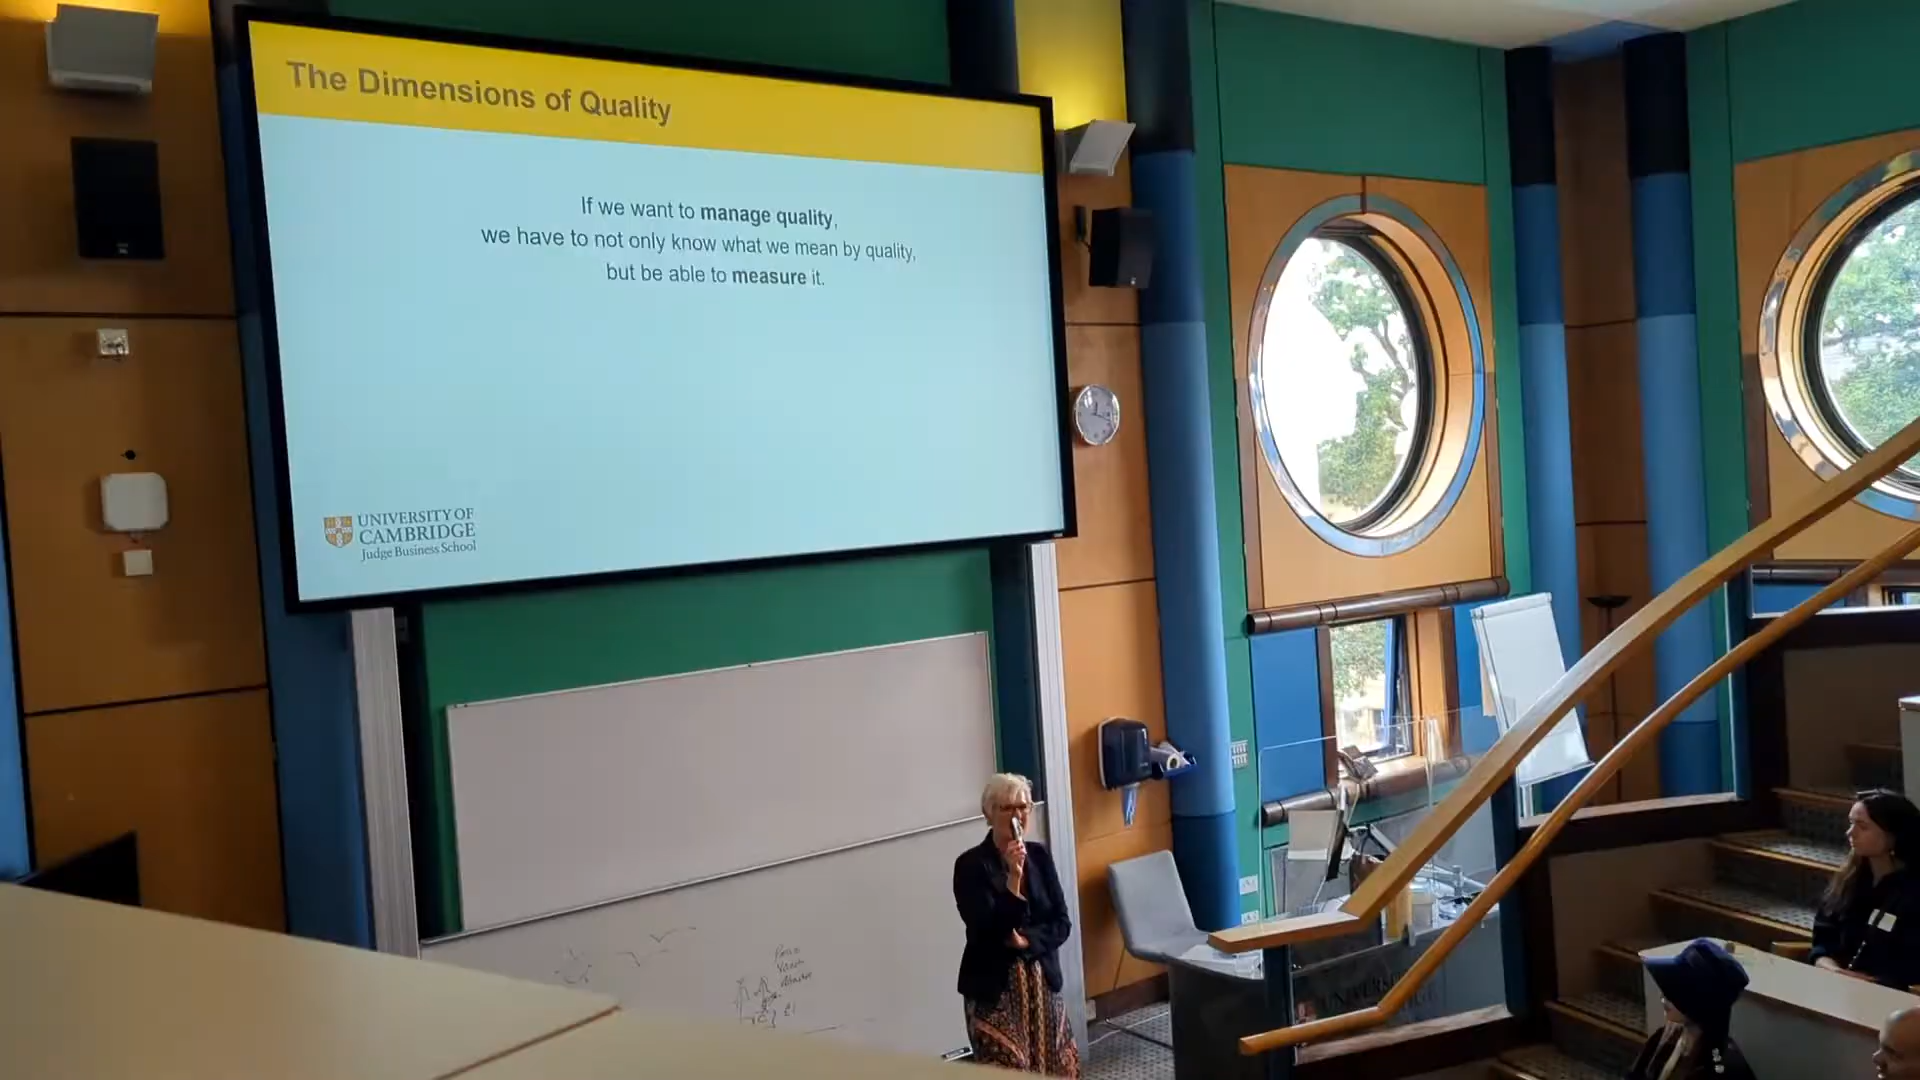 The Dimensions of Quality
If we want to manage quality,
we have to not only know what we mean by quality,
but be able to measure it.
UNIVERSITY OF
CAMBRIDGE
Judge Business School